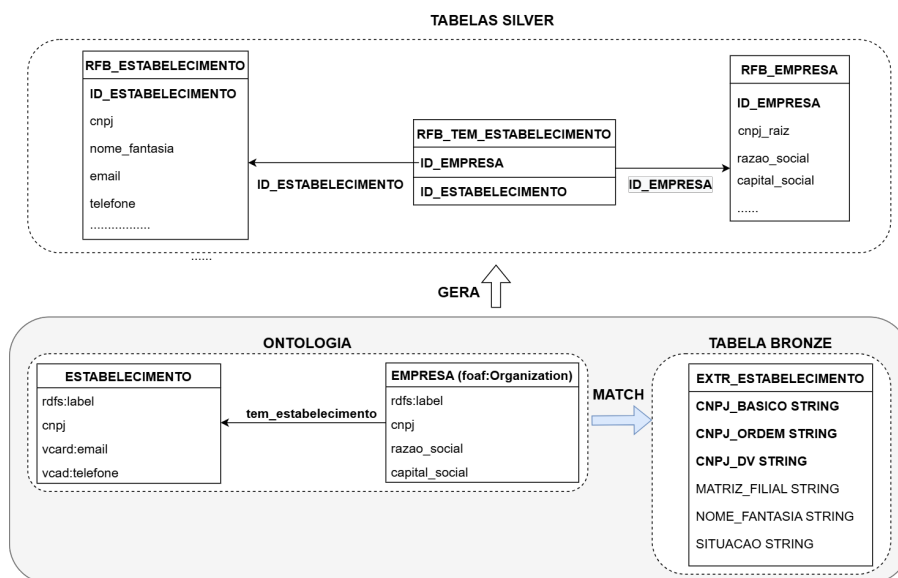 TABELAS SILVER
RFB_ESTABELECIMENTO
ID_ESTABELECIMENTO
cnpj
nome_fantasia
email
telefone
.................
......
RFB_TEM_ESTABELECIMENTO
ID_EMPRESA
ID_ESTABELECIMENTO
ID_ESTABELECIMENTO
ID_EMPRESA
RFB_EMPRESA
ID_EMPRESA
cnpj_raiz
razao_social
capital_social
......
GERA
ONTOLOGIA
ESTABELECIMENTO
rdfs:label
cnpj
vcard:email
vcad:telefone
tem_estabelecimento
EMPRESA (foaf:Organization)
rdfs:label
cnpj
razao_social
capital_social
MATCH
TABELA BRONZE
EXTR_ESTABELECIMENTO
CNPJ_BASICO STRING
CNPJ_ORDEM STRING
CNPJ_DV STRING
MATRIZ_FILIAL STRING
NOME_FANTASIA STRING
SITUACAO STRING